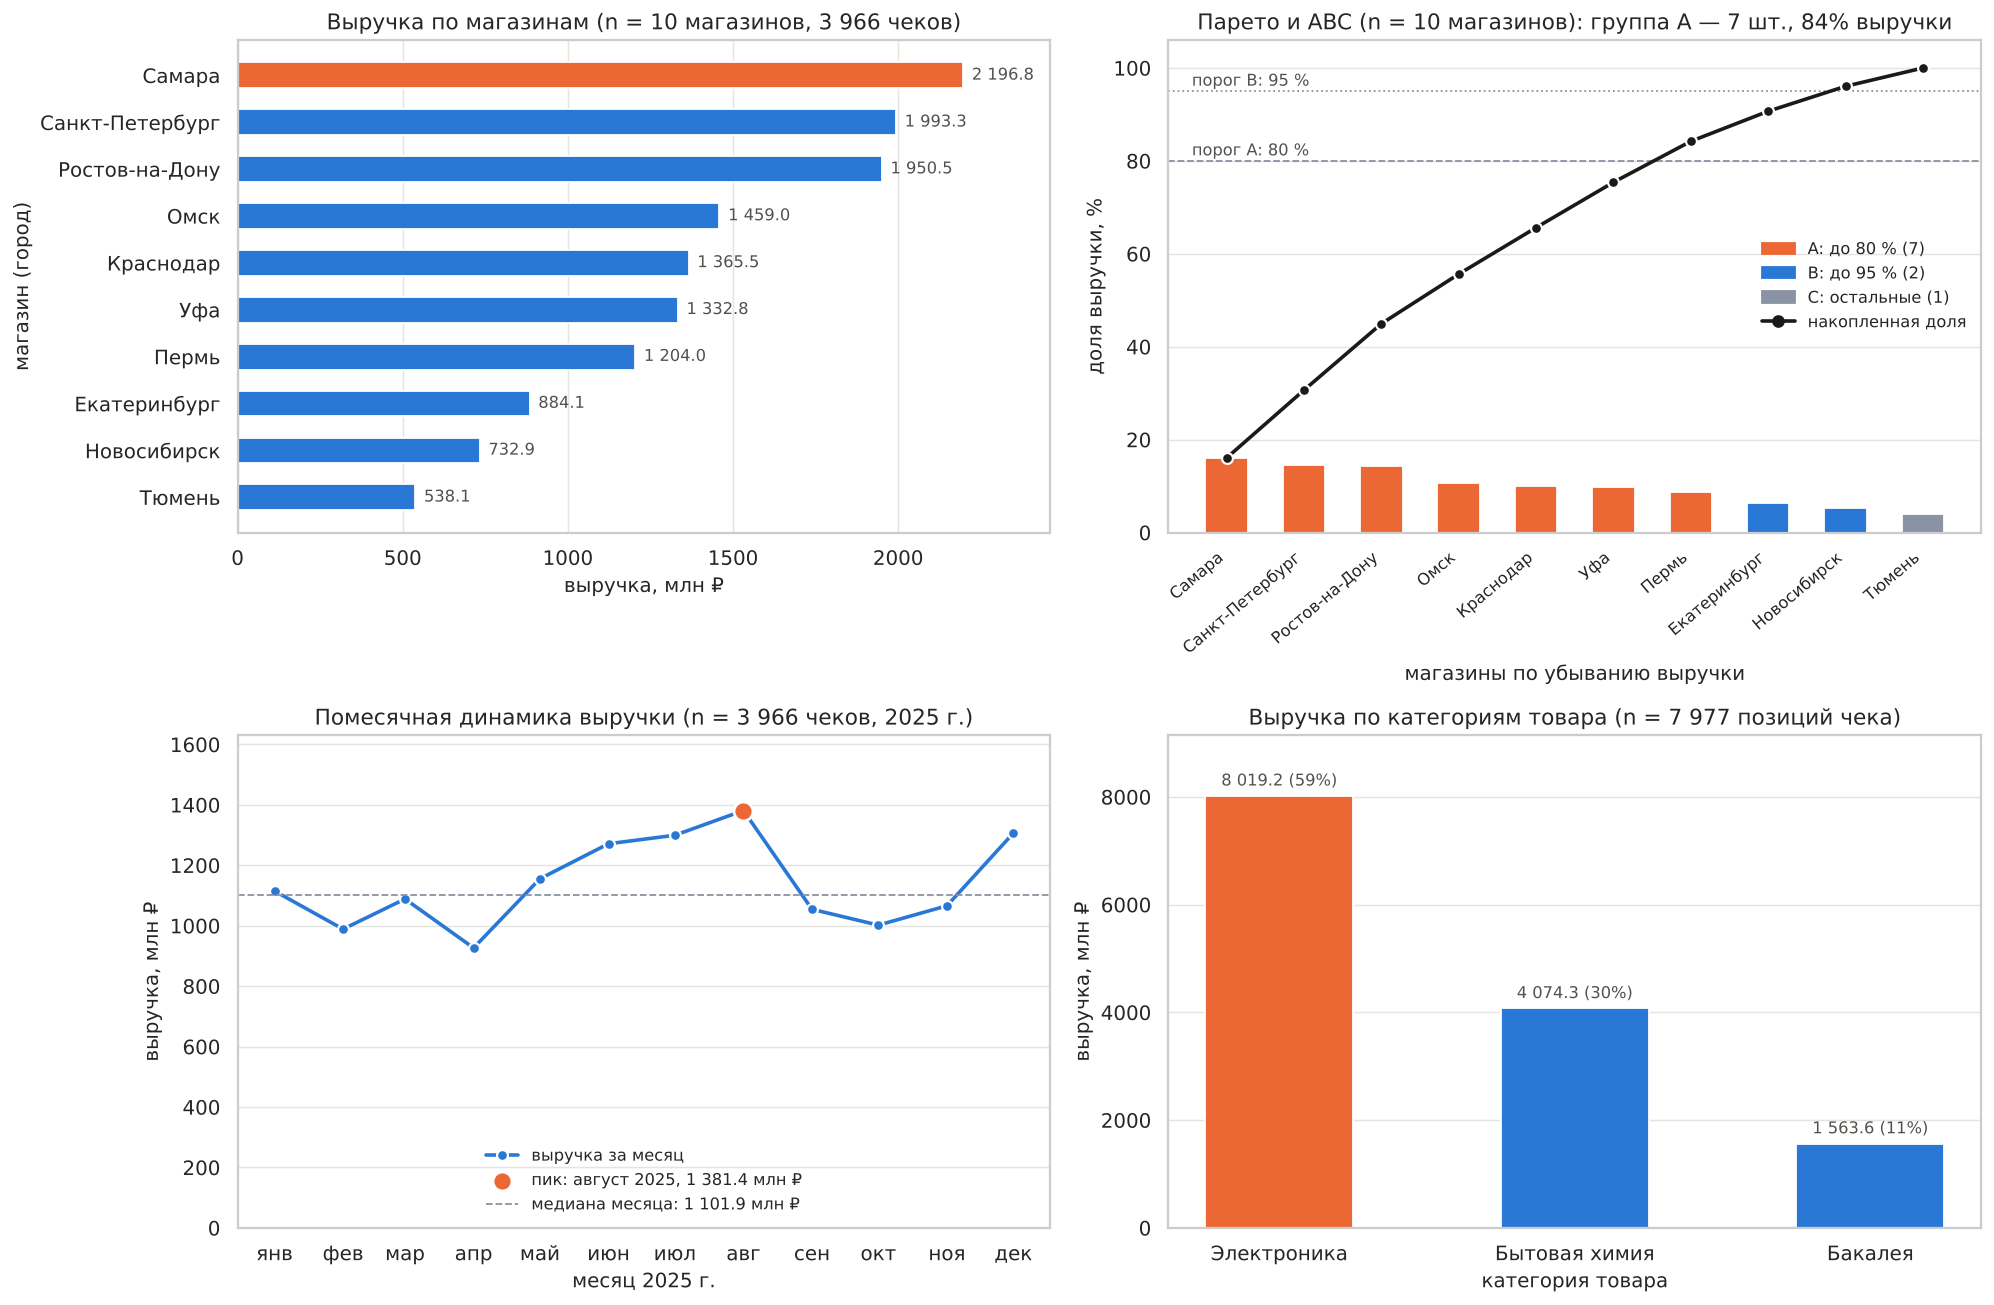 Выручка по магазинам (n = 10 магазинов, 3 966 чеков)
магазин (город)
Самара
2 196.8
Санкт-Петербург
1 993.3
Ростов-на-Дону
1 950.5
Омск
1 459.0
Краснодар
1 365.5
Уфа
1 332.8
Пермь
1 204.0
Екатеринбург
884.1
Новосибирск
732.9
Тюмень
538.1
0 500 1000 1500 2000
выручка, млн ₽
Парето и ABC (n = 10 магазинов): группа A — 7 шт., 84% выручки
доля выручки, %
100
80
60
40
20
0
порог B: 95 %
порог A: 80 %
A: до 80 % (7)
B: до 95 % (2)
C: остальные (1)
накопленная доля
Самара
Санкт-Петербург
Ростов-на-Дону
Омск
Краснодар
Уфа
Пермь
Екатеринбург
Новосибирск
Тюмень
магазины по убыванию выручки
Помесячная динамика выручки (n = 3 966 чеков, 2025 г.)
выручка, млн ₽
1600
1400
1200
1000
800
600
400
200
0
выручка за месяц
пик: август 2025, 1 381.4 млн ₽
медиана месяца: 1 101.9 млн ₽
янв фев мар апр май июн июл авг сен окт ноя дек
месяц 2025 г.
Выручка по категориям товара (n = 7 977 позиций чека)
выручка, млн ₽
8000
6000
4000
2000
0
8 019.2 (59%)
4 074.3 (30%)
1 563.6 (11%)
Электроника Бытовая химия Бакалея
категория товара